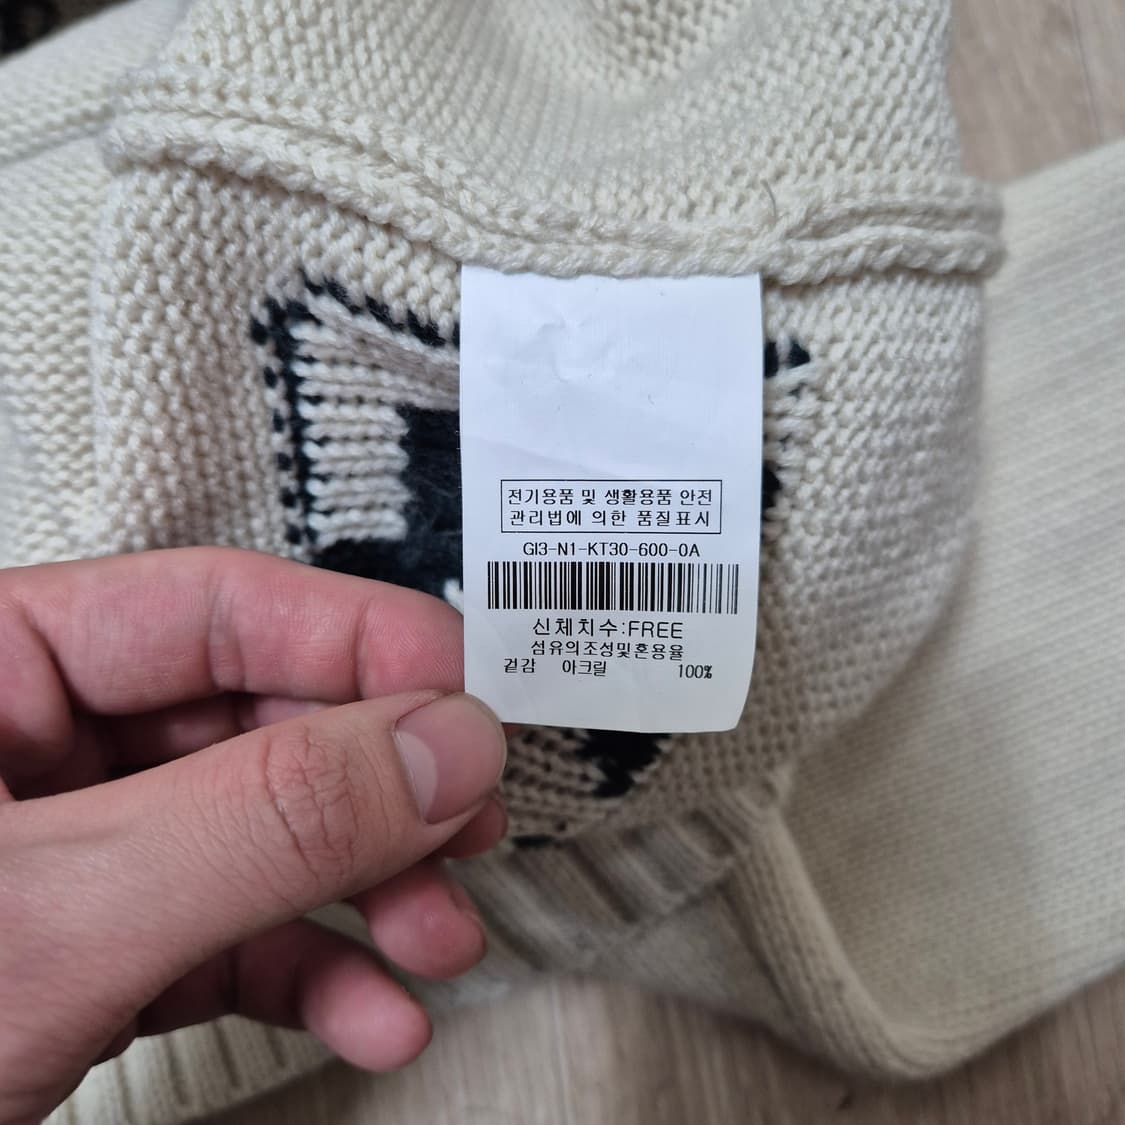 전기용품 및 생활용품 안전
관리법에 의한 품질표시
GI3-N1-KT30-600-0A
신체치수:FREE
섬유의조성및혼용율
겉감 아크릴 100%